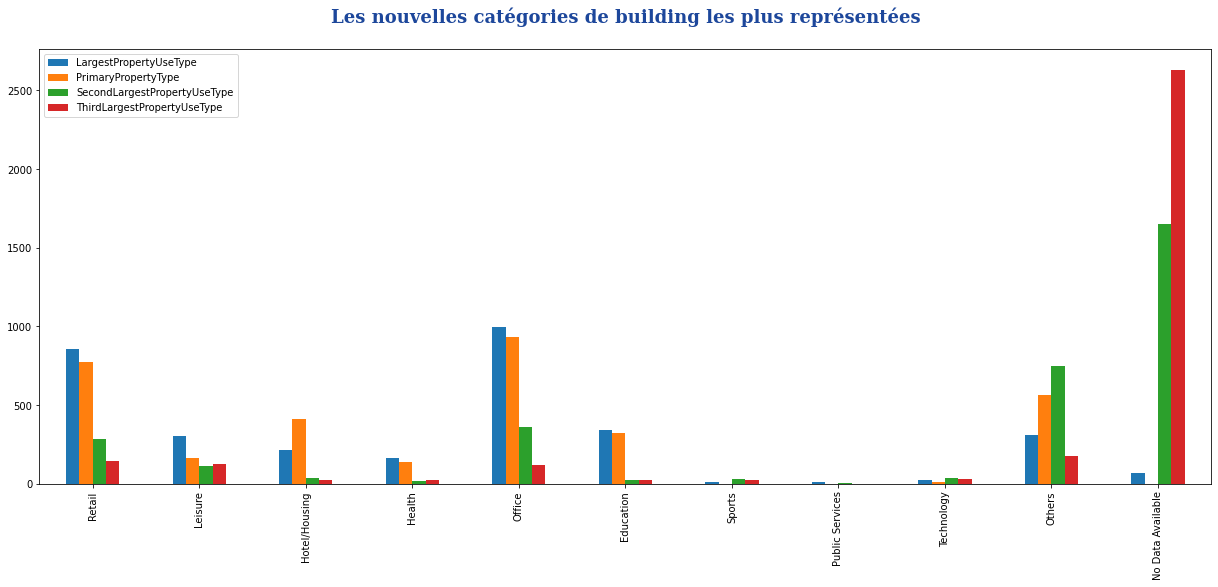 Les nouvelles catégories de building les plus représentées
LargestPropertyUseType
PrimaryPropertyType
SecondLargestPropertyUseType
ThirdLargestPropertyUseType
2500
2000
1500
1000
500
0
Retail
Leisure
Hotel/Housing
Health
Office
Education
Sports
Public Services
Technology
Others
No Data Available